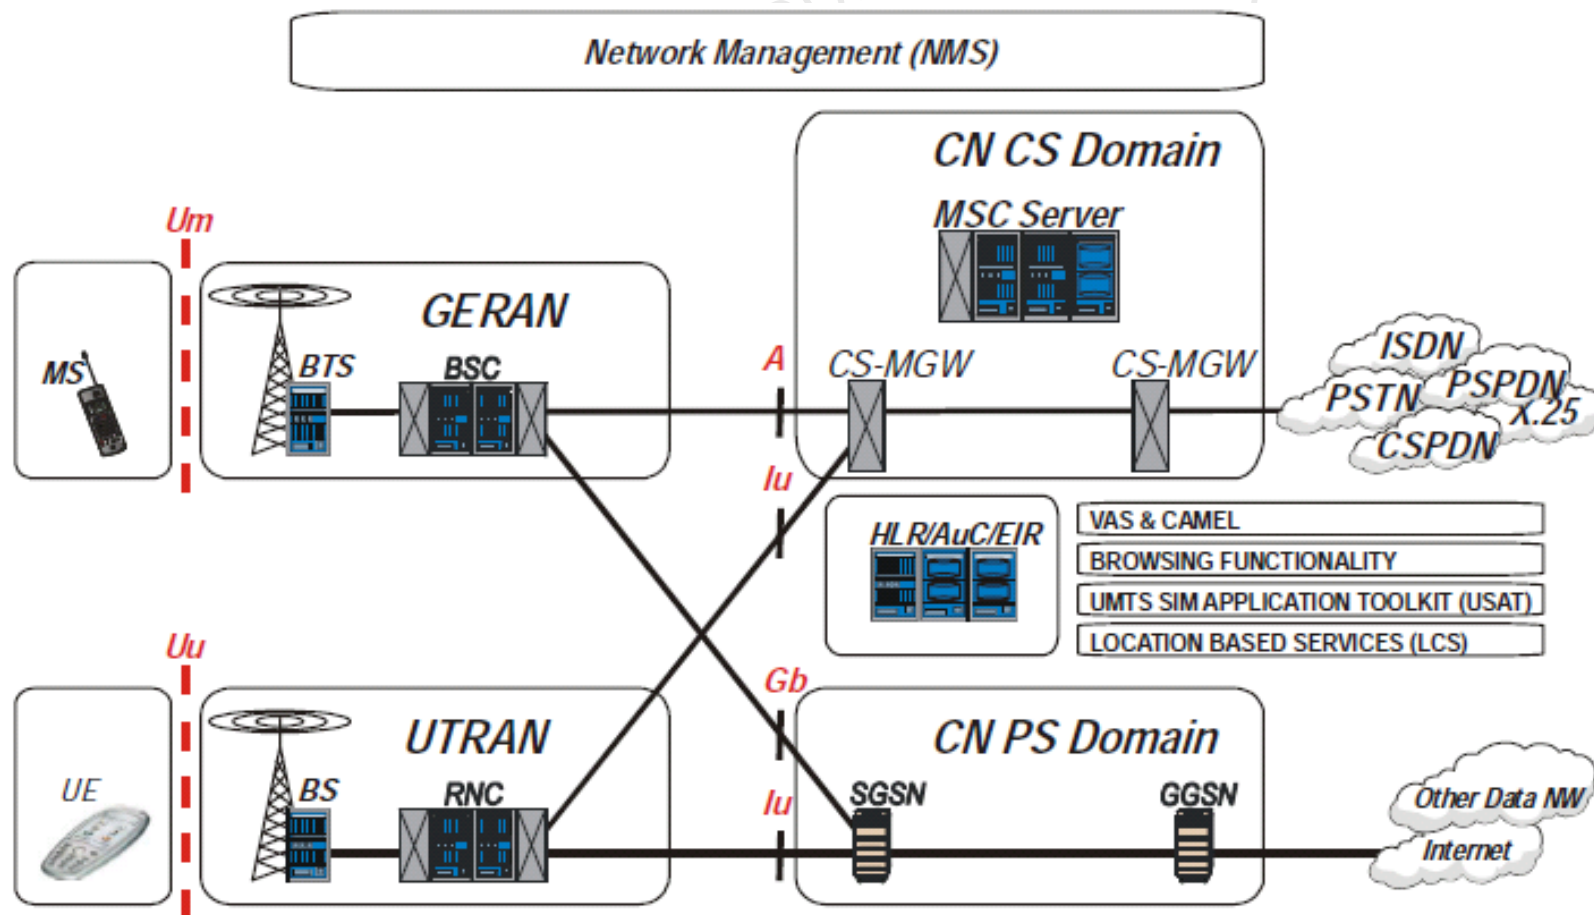 Network Management (NMS)
CN CS Domain
MSC Server
Um
GERAN
MS
BTS
BSC
A
CS-MGW
CS-MGW
ISDN
PSTN
PSPDN
X.25
CSPDN
Iu
HLR/AuC/EIR
VAS & CAMEL
BROWSING FUNCTIONALITY
UMTS SIM APPLICATION TOOLKIT (USAT)
LOCATION BASED SERVICES (LCS)
Uu
Gb
UTRAN
CN PS Domain
UE
BS
RNC
Iu
SGSN
GGSN
Other Data NW
Internet